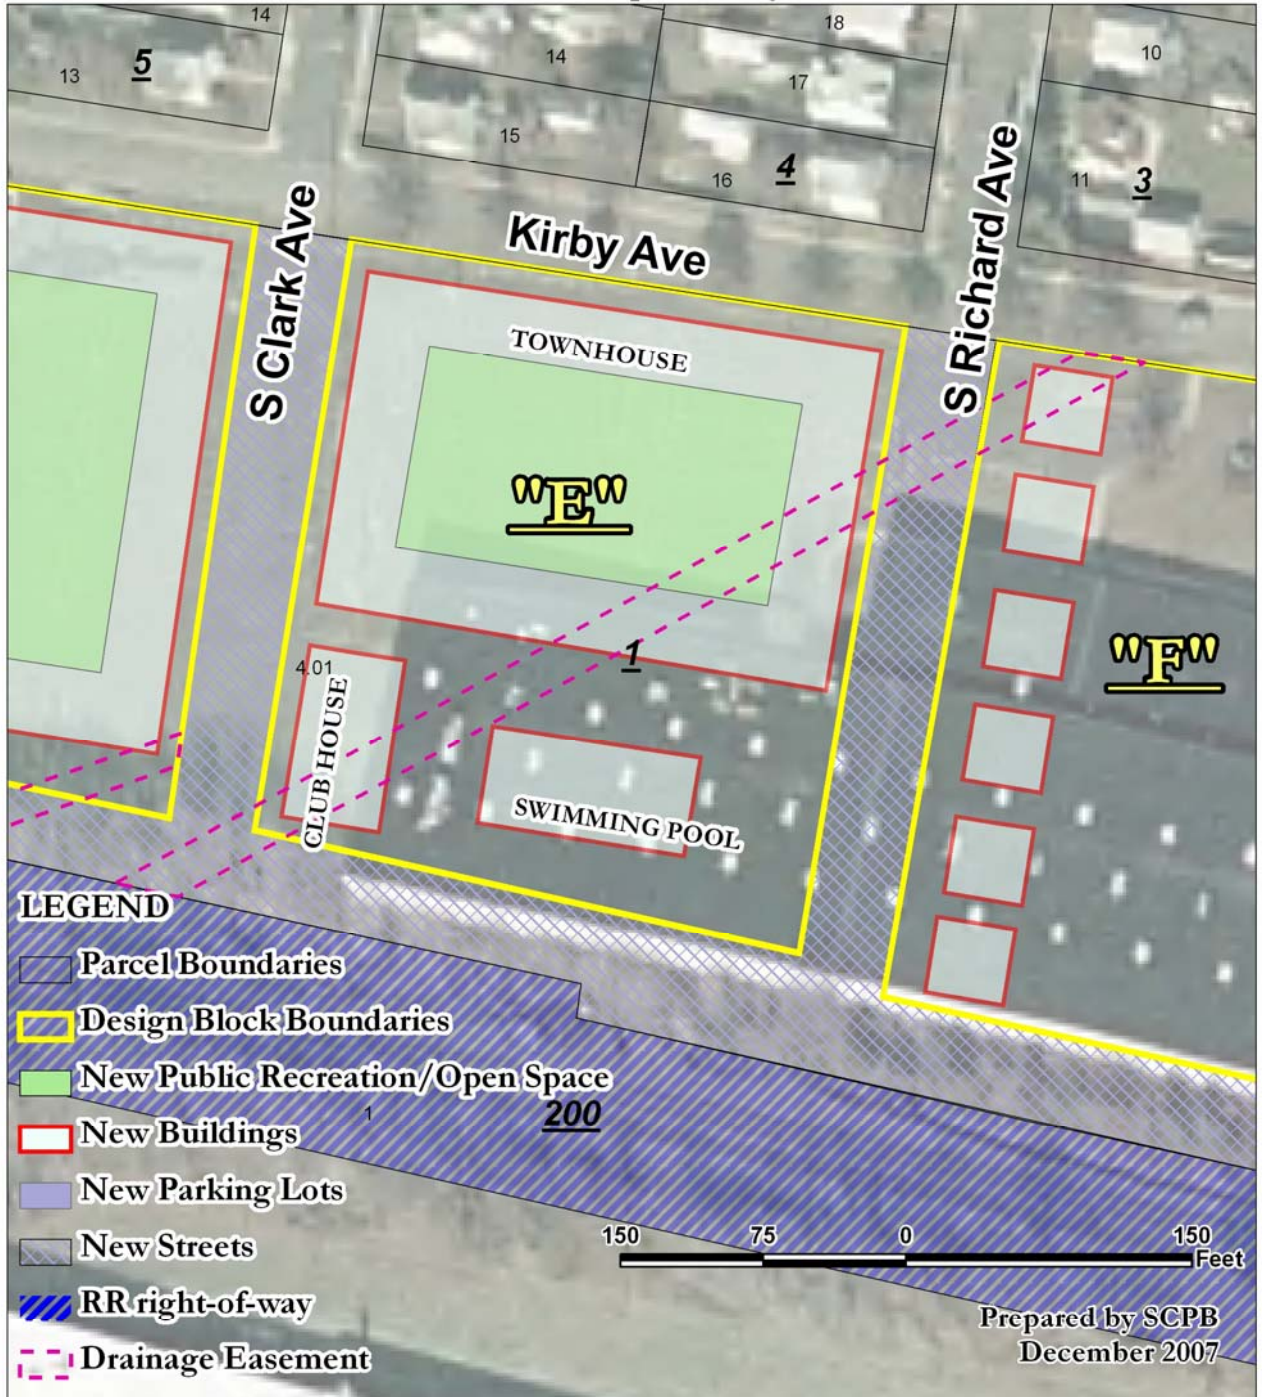 14
18
10
5
13
14
17
15
16
4
11
3
S Clark Ave
Kirby Ave
S Richard Ave
TOWNHOUSE
"E"
"F"
1
4.01
CLUB HOUSE
SWIMMING POOL
LEGEND
Parcel Boundaries
Design Block Boundaries
New Public Recreation/Open Space
New Buildings
New Parking Lots
New Streets
RR right-of-way
Drainage Easement
1
200
150 75 0 150
Feet
Prepared by SCPB
December 2007